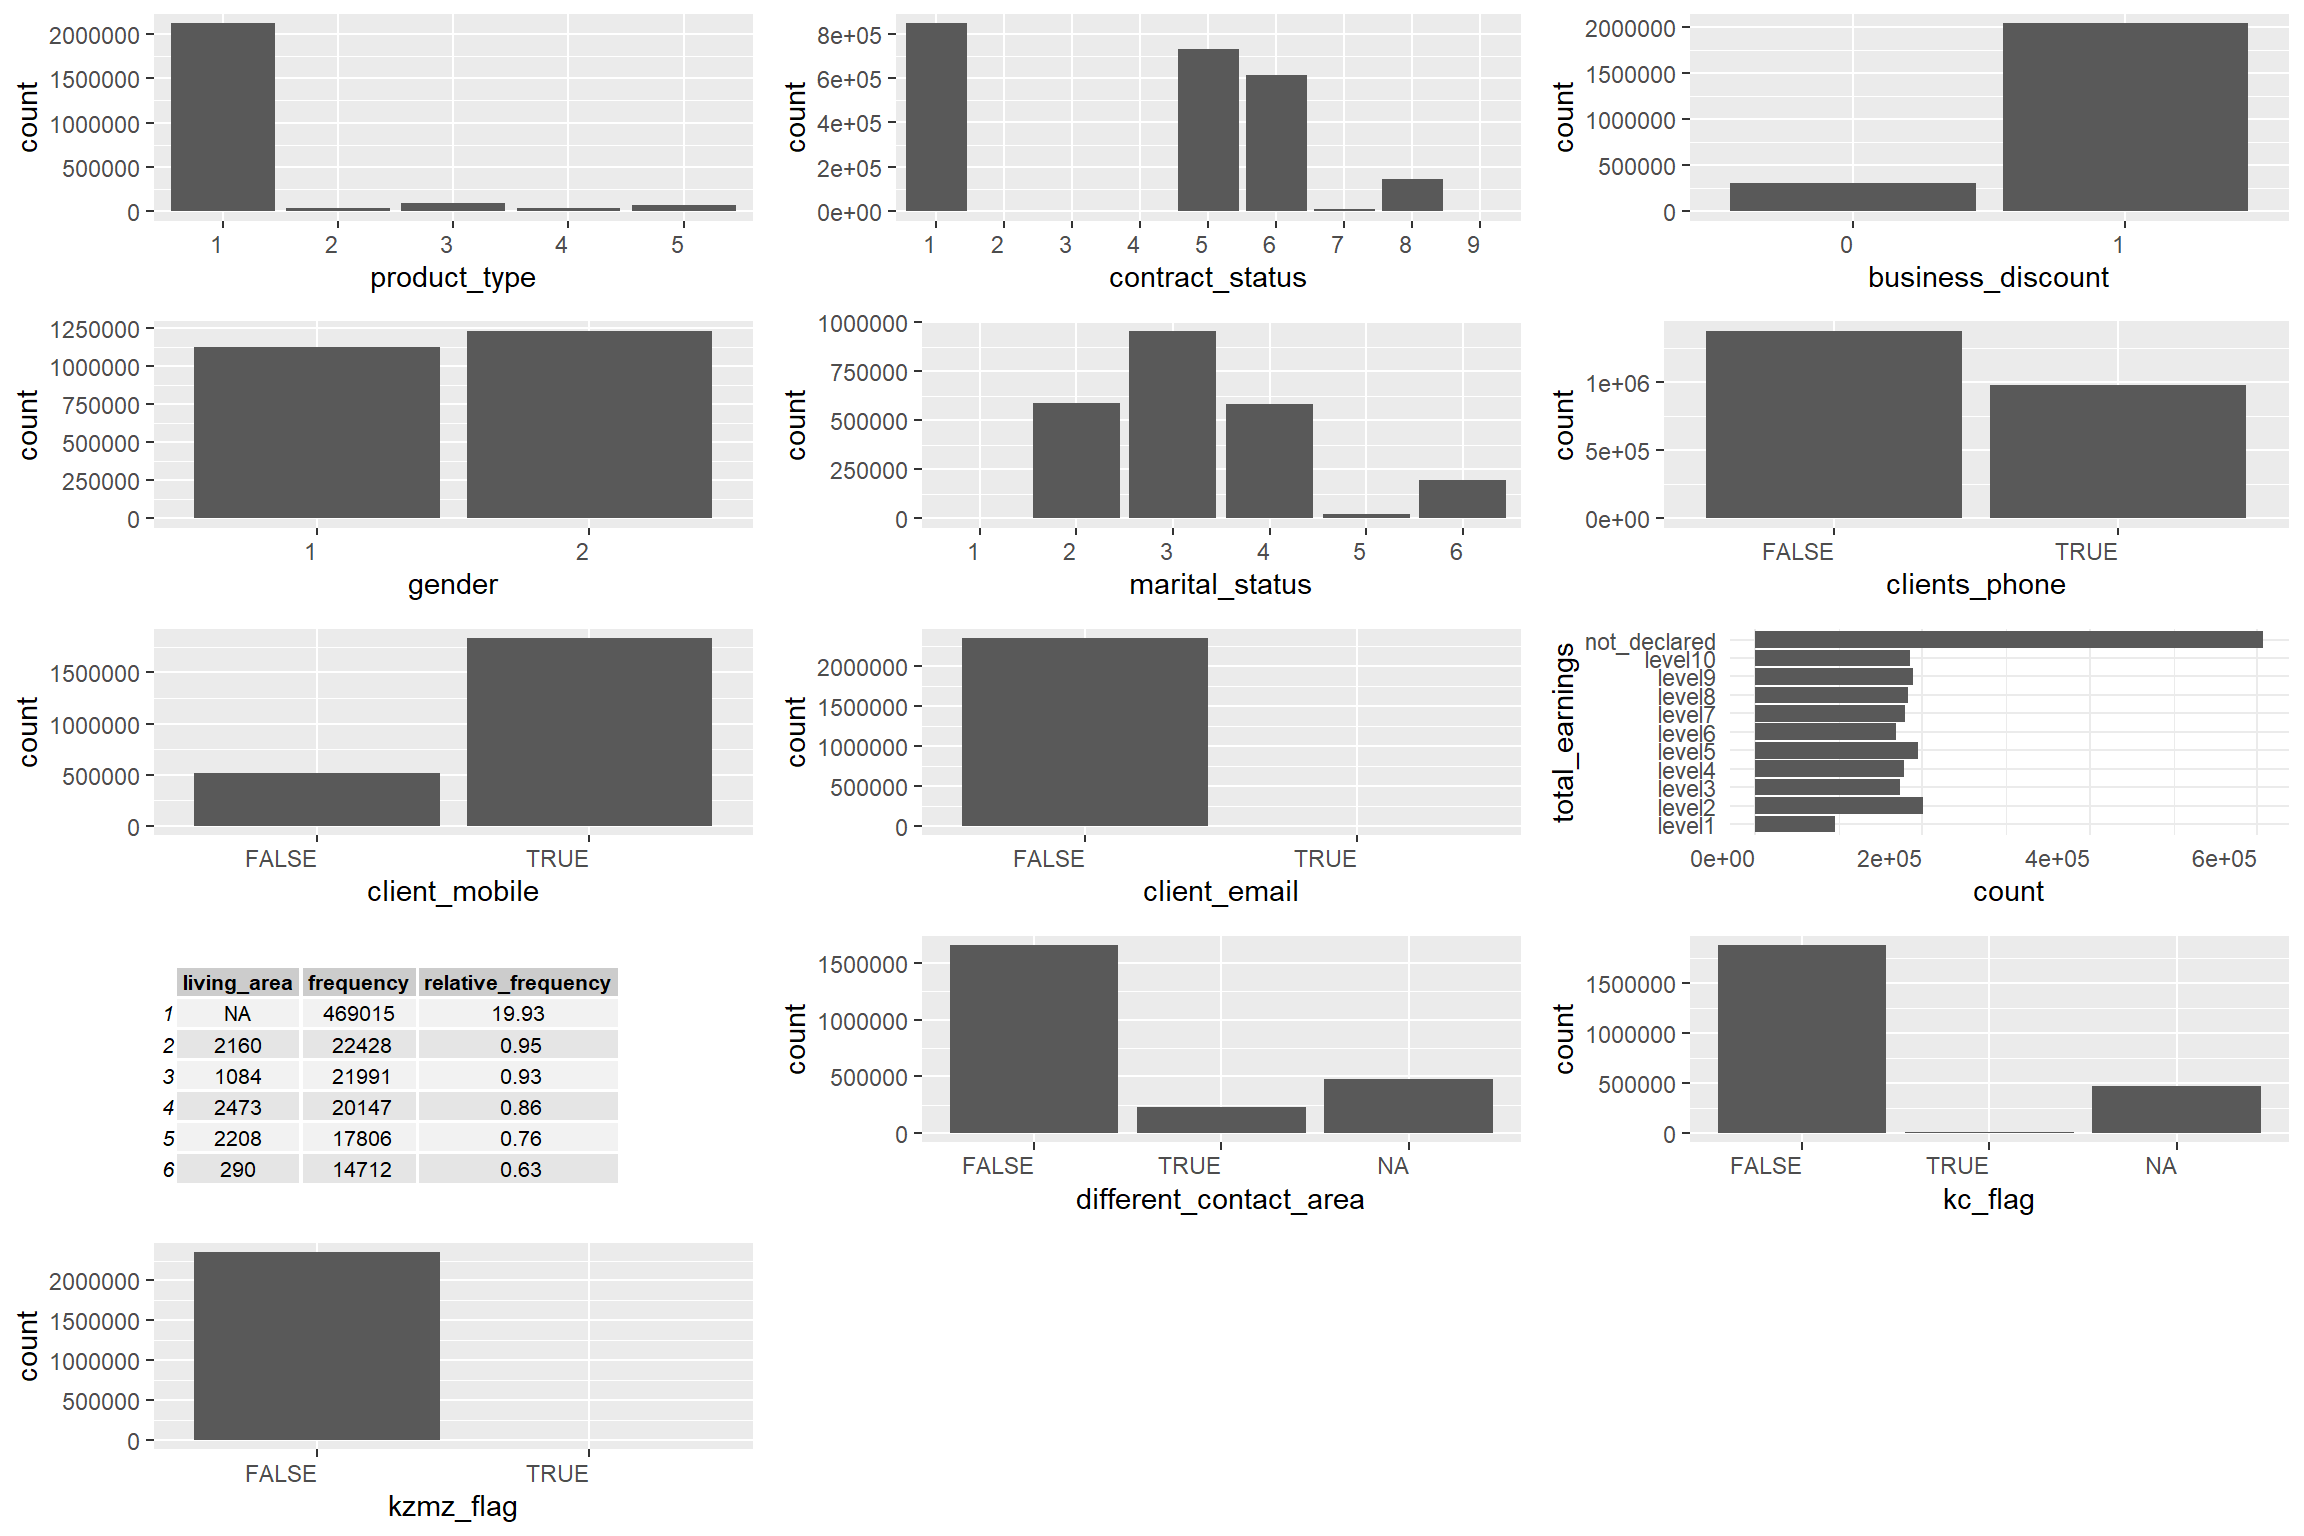 count
2000000
1500000
1000000
500000
0
1 2 3 4 5
product_type
count
8e+05
6e+05
4e+05
2e+05
0e+00
1 2 3 4 5 6 7 8 9
contract_status
count
2000000
1500000
1000000
500000
0
0 1
business_discount
count
1250000
1000000
750000
500000
250000
0
1 2
gender
count
1000000
750000
500000
250000
0
1 2 3 4 5 6
marital_status
count
1e+06
5e+05
0e+00
FALSE TRUE
clients_phone
count
1500000
1000000
500000
0
FALSE TRUE
client_mobile
count
2000000
1500000
1000000
500000
0
FALSE TRUE
client_email
total_earnings
not_declared
level10
level9
level8
level7
level6
level5
level4
level3
level2
level1
0e+00 2e+05 4e+05 6e+05
count
living_area frequency relative_frequency
1 NA 469015 19.93
2 2160 22428 0.95
3 1084 21991 0.93
4 2473 20147 0.86
5 2208 17806 0.76
6 290 14712 0.63
count
1500000
1000000
500000
0
FALSE TRUE NA
different_contact_area
count
1500000
1000000
500000
0
FALSE TRUE NA
kc_flag
count
2000000
1500000
1000000
500000
0
FALSE TRUE
kzmz_flag